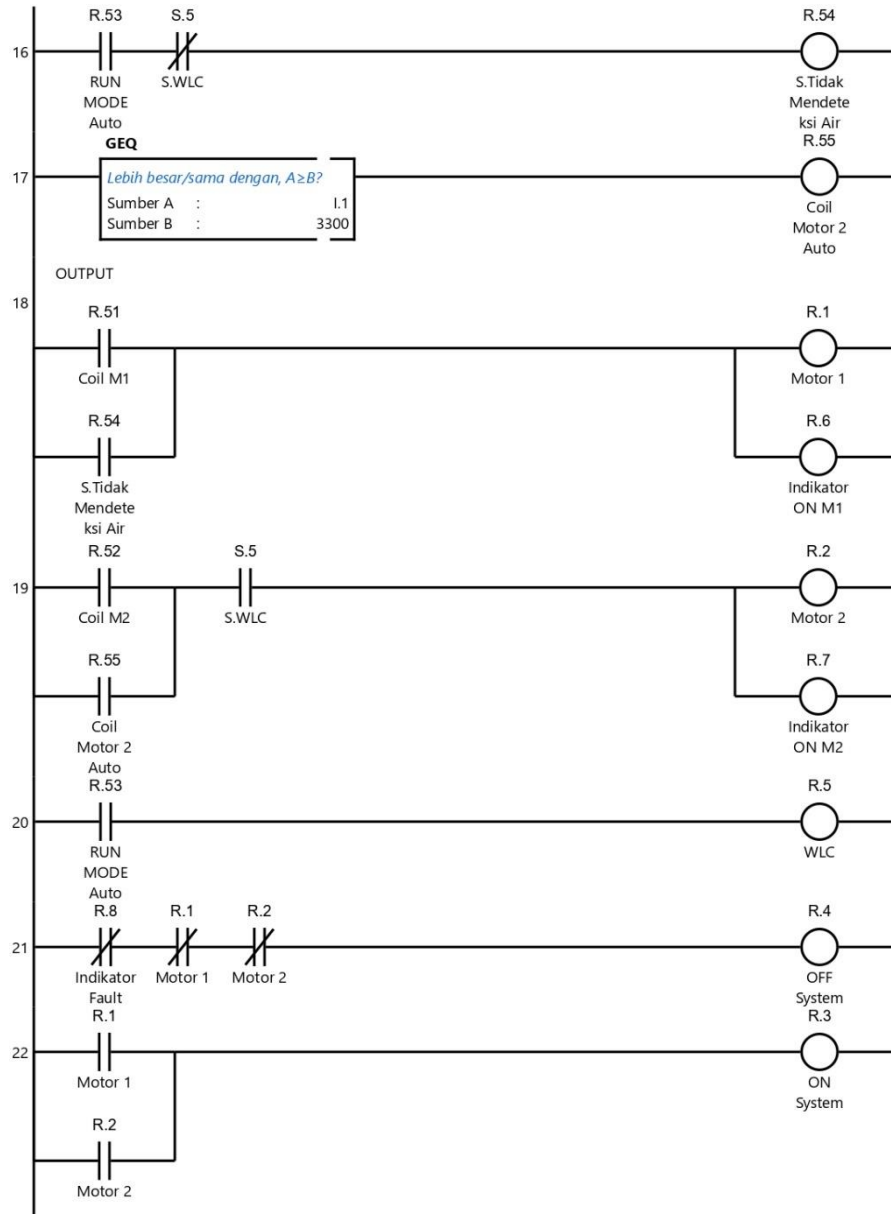 R.53 S.5 R.54
16
RUN S.WLC S.Tidak
MODE Mendete
Auto ksi Air
GEQ R.55
17
Lebih besar/sama dengan, A≥B?
Sumber A : I.1
Sumber B : 3300
Coil
Motor 2
Auto
OUTPUT
18
R.51 R.1
Coil M1 Motor 1
R.54 R.6
S.Tidak Indikator
Mendete ON M1
ksi Air
R.52 S.5 R.2
19
Coil M2 S.WLC Motor 2
R.55 R.7
Coil Indikator
Motor 2 ON M2
Auto
R.53 R.5
20
RUN WLC
MODE
Auto
R.8 R.1 R.2 R.4
21
Indikator Motor 1 Motor 2 OFF
Fault System
R.1 R.3
22
Motor 1 ON
System
R.2
Motor 2